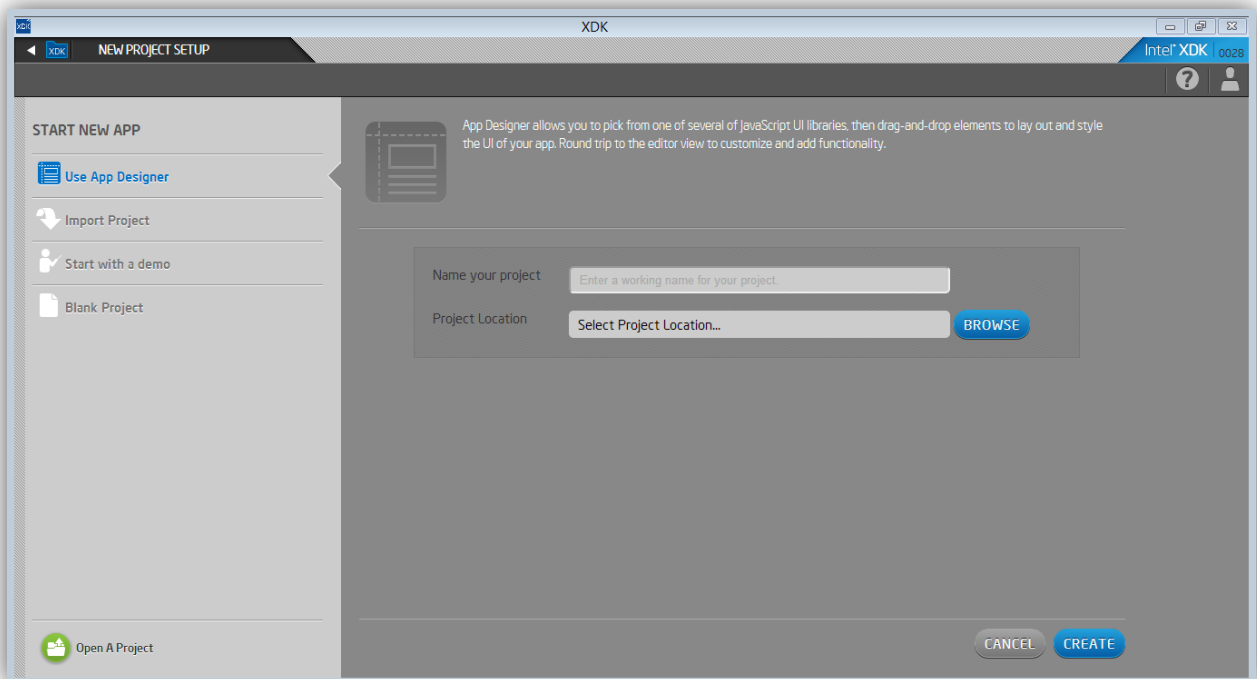 XDK
XDK
XDK NEW PROJECT SETUP
Intel® XDK 0028
?
START NEW APP
Use App Designer
Import Project
Start with a demo
Blank Project
App Designer allows you to pick from one of several of JavaScript UI libraries, then drag-and-drop elements to lay out and style
the UI of your app. Round trip to the editor view to customize and add functionality.
Name your project
Enter a working name for your project.
Project Location
Select Project Location...
BROWSE
Open A Project
CANCEL
CREATE